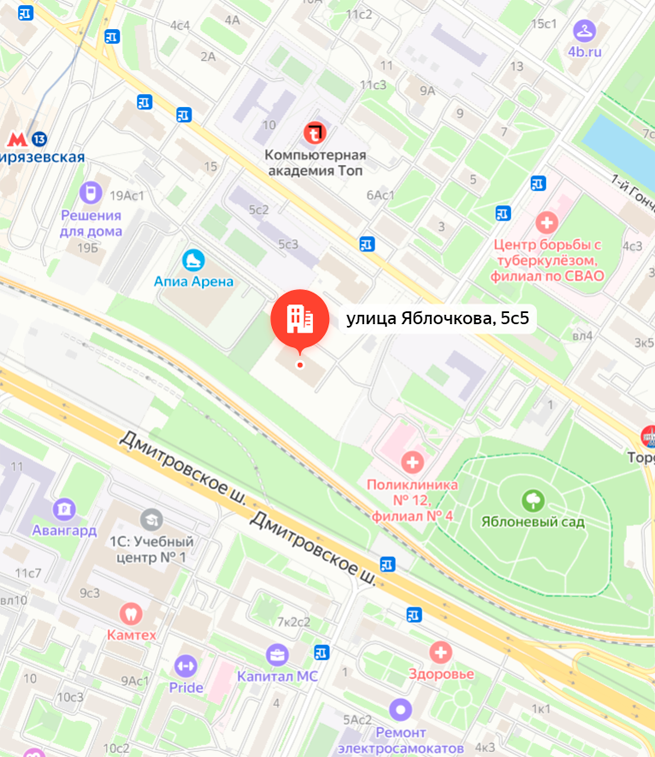 15с1
4с4
4А
4b.ru
2А
11
13
11с3
9А
9
10
7
М 13
ирязевская
Компьютерная
академия Топ
15
1-й Гонч
19Ас1
6Ас1
5
Решения
для дома
5с2
19Б
5с3
3
Центр борьбы с
туберкулёзом,
филиал по СВАО
4с3
Апиа Арена
улица Яблочкова, 5с5
вл4
3к5
1
Дмитровское ш.
Тор
11
Поликлиника
№ 12,
филиал № 4
Яблоневый сад
Авангард
1С: Учебный
центр № 1
Дмитровское ш.
11с7
9с3
вл10
Камтех
7к2с2
Pride
9Ас1
Капитал МС
1
Здоровье
10
10с3
4
5Ас2
1к1
Ремонт
электросамокатов
10с2
4к3